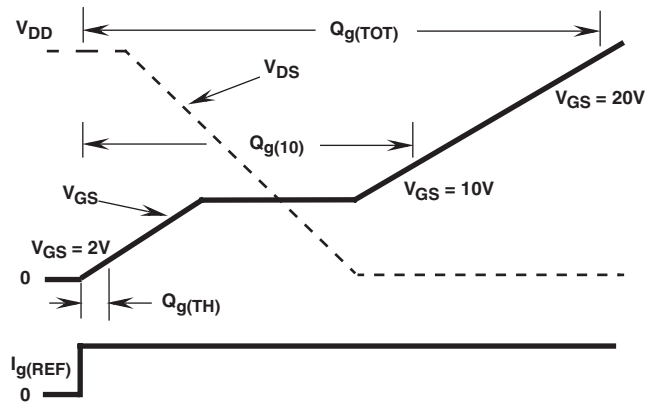 V_DD
Q_g(TOT)
V_DS
V_GS = 20V
Q_g(10)
V_GS = 10V
V_GS
V_GS = 2V
0
Q_g(TH)
I_g(REF)
0